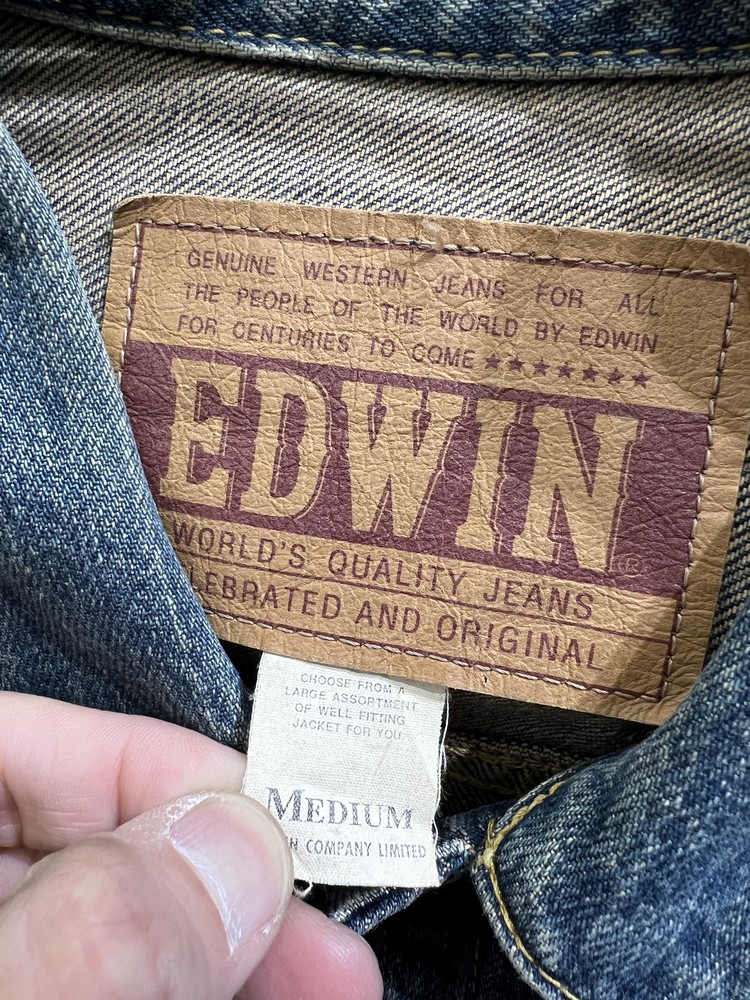 GENUINE WESTERN JEANS FOR ALL
THE PEOPLE OF THE WORLD BY EDWIN
FOR CENTURIES TO COME ★★★★★★★
EDWIN ®
WORLD'S QUALITY JEANS
LEBRATED AND ORIGINAL
CHOOSE FROM A
LARGE ASSORTMENT
OF WELL FITTING
JACKET FOR YOU.
MEDIUM
N COMPANY LIMITED